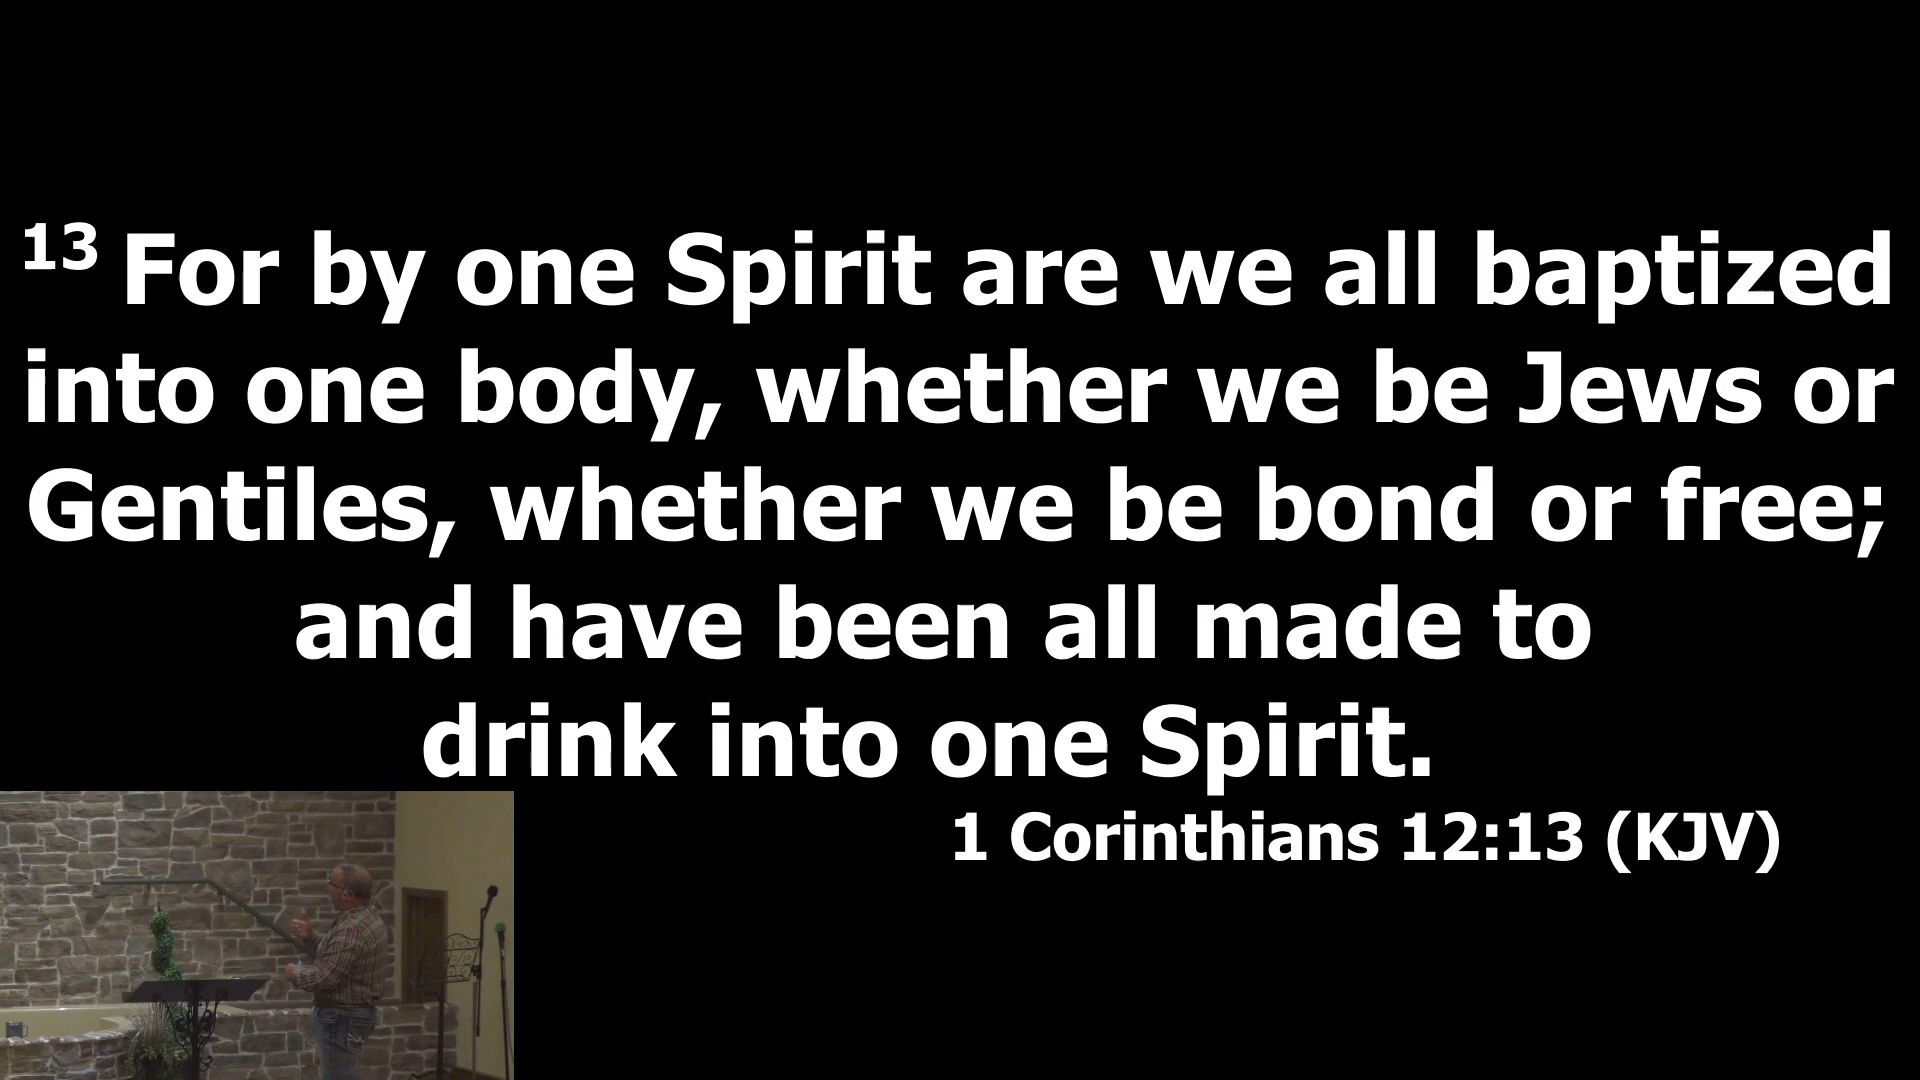 13 For by one Spirit are we all baptized
into one body, whether we be Jews or
Gentiles, whether we be bond or free;
and have been all made to
drink into one Spirit.
1 Corinthians 12:13 (KJV)